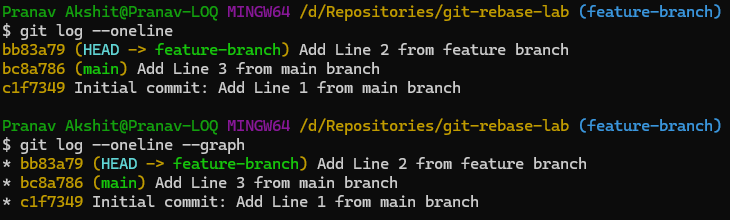 Pranav Akshit@Pranav-LOQ MINGW64 /d/Repositories/git-rebase-lab (feature-branch)
$ git log --oneline
bb83a79 (HEAD -> feature-branch) Add Line 2 from feature branch
bc8a786 (main) Add Line 3 from main branch
c1f7349 Initial commit: Add Line 1 from main branch
Pranav Akshit@Pranav-LOQ MINGW64 /d/Repositories/git-rebase-lab (feature-branch)
$ git log --oneline --graph
* bb83a79 (HEAD -> feature-branch) Add Line 2 from feature branch
* bc8a786 (main) Add Line 3 from main branch
* c1f7349 Initial commit: Add Line 1 from main branch